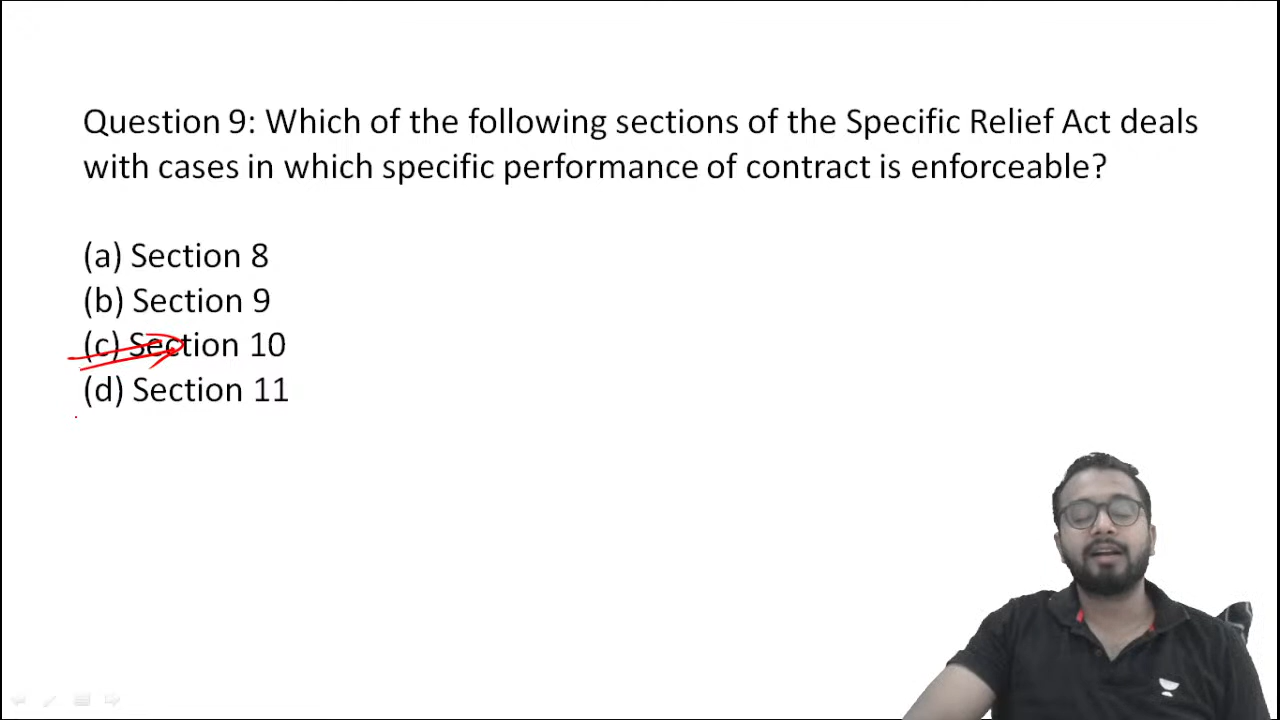 Question 9: Which of the following sections of the Specific Relief Act deals
with cases in which specific performance of contract is enforceable?
(a) Section 8
(b) Section 9
(c) Section 10
(d) Section 11